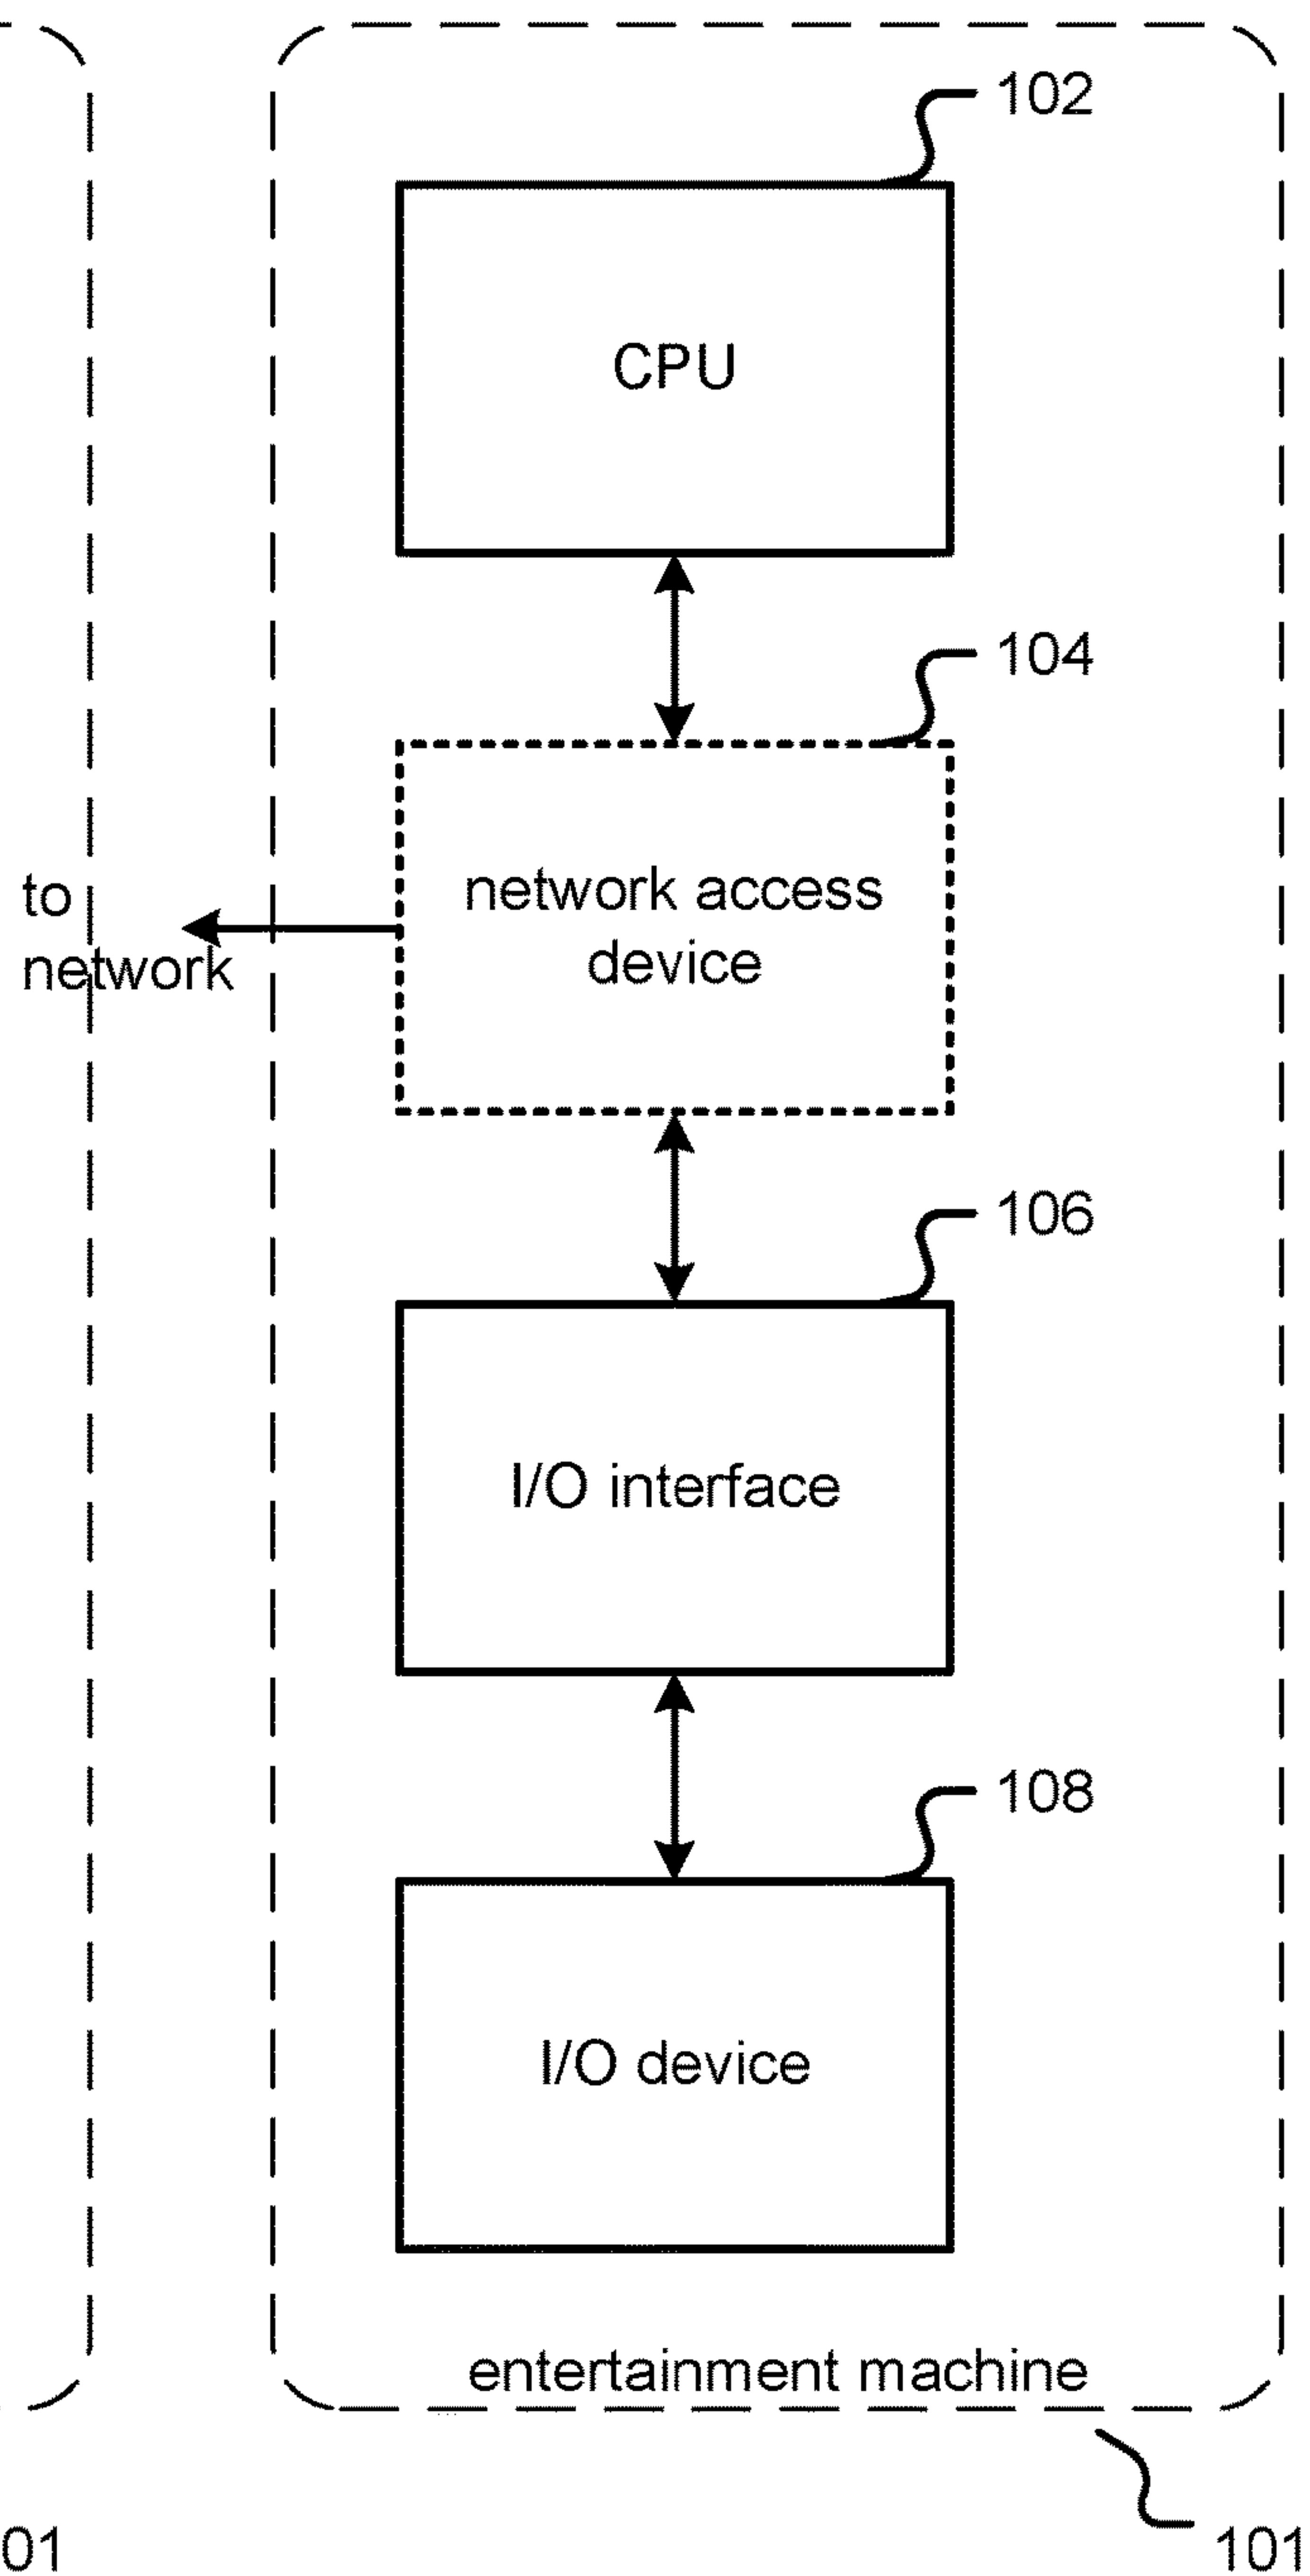 102
CPU
104
to
network
network access
device
106
I/O interface
108
I/O device
entertainment machine
01
101